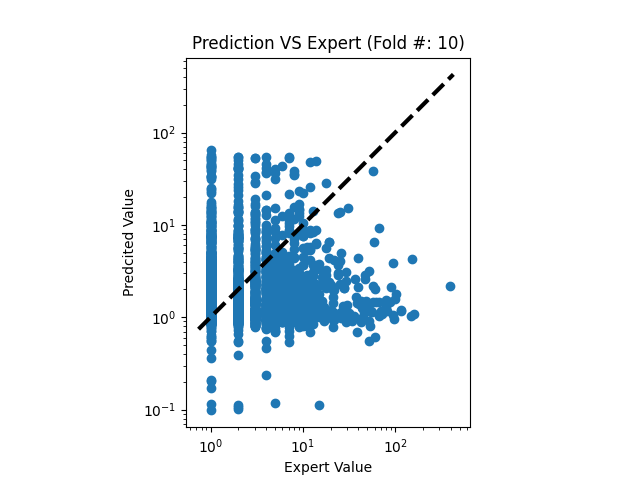 Prediction VS Expert (Fold #: 10)
Predcited Value
10²
10¹
10⁰
10⁻¹
10⁰ 10¹ 10²
Expert Value